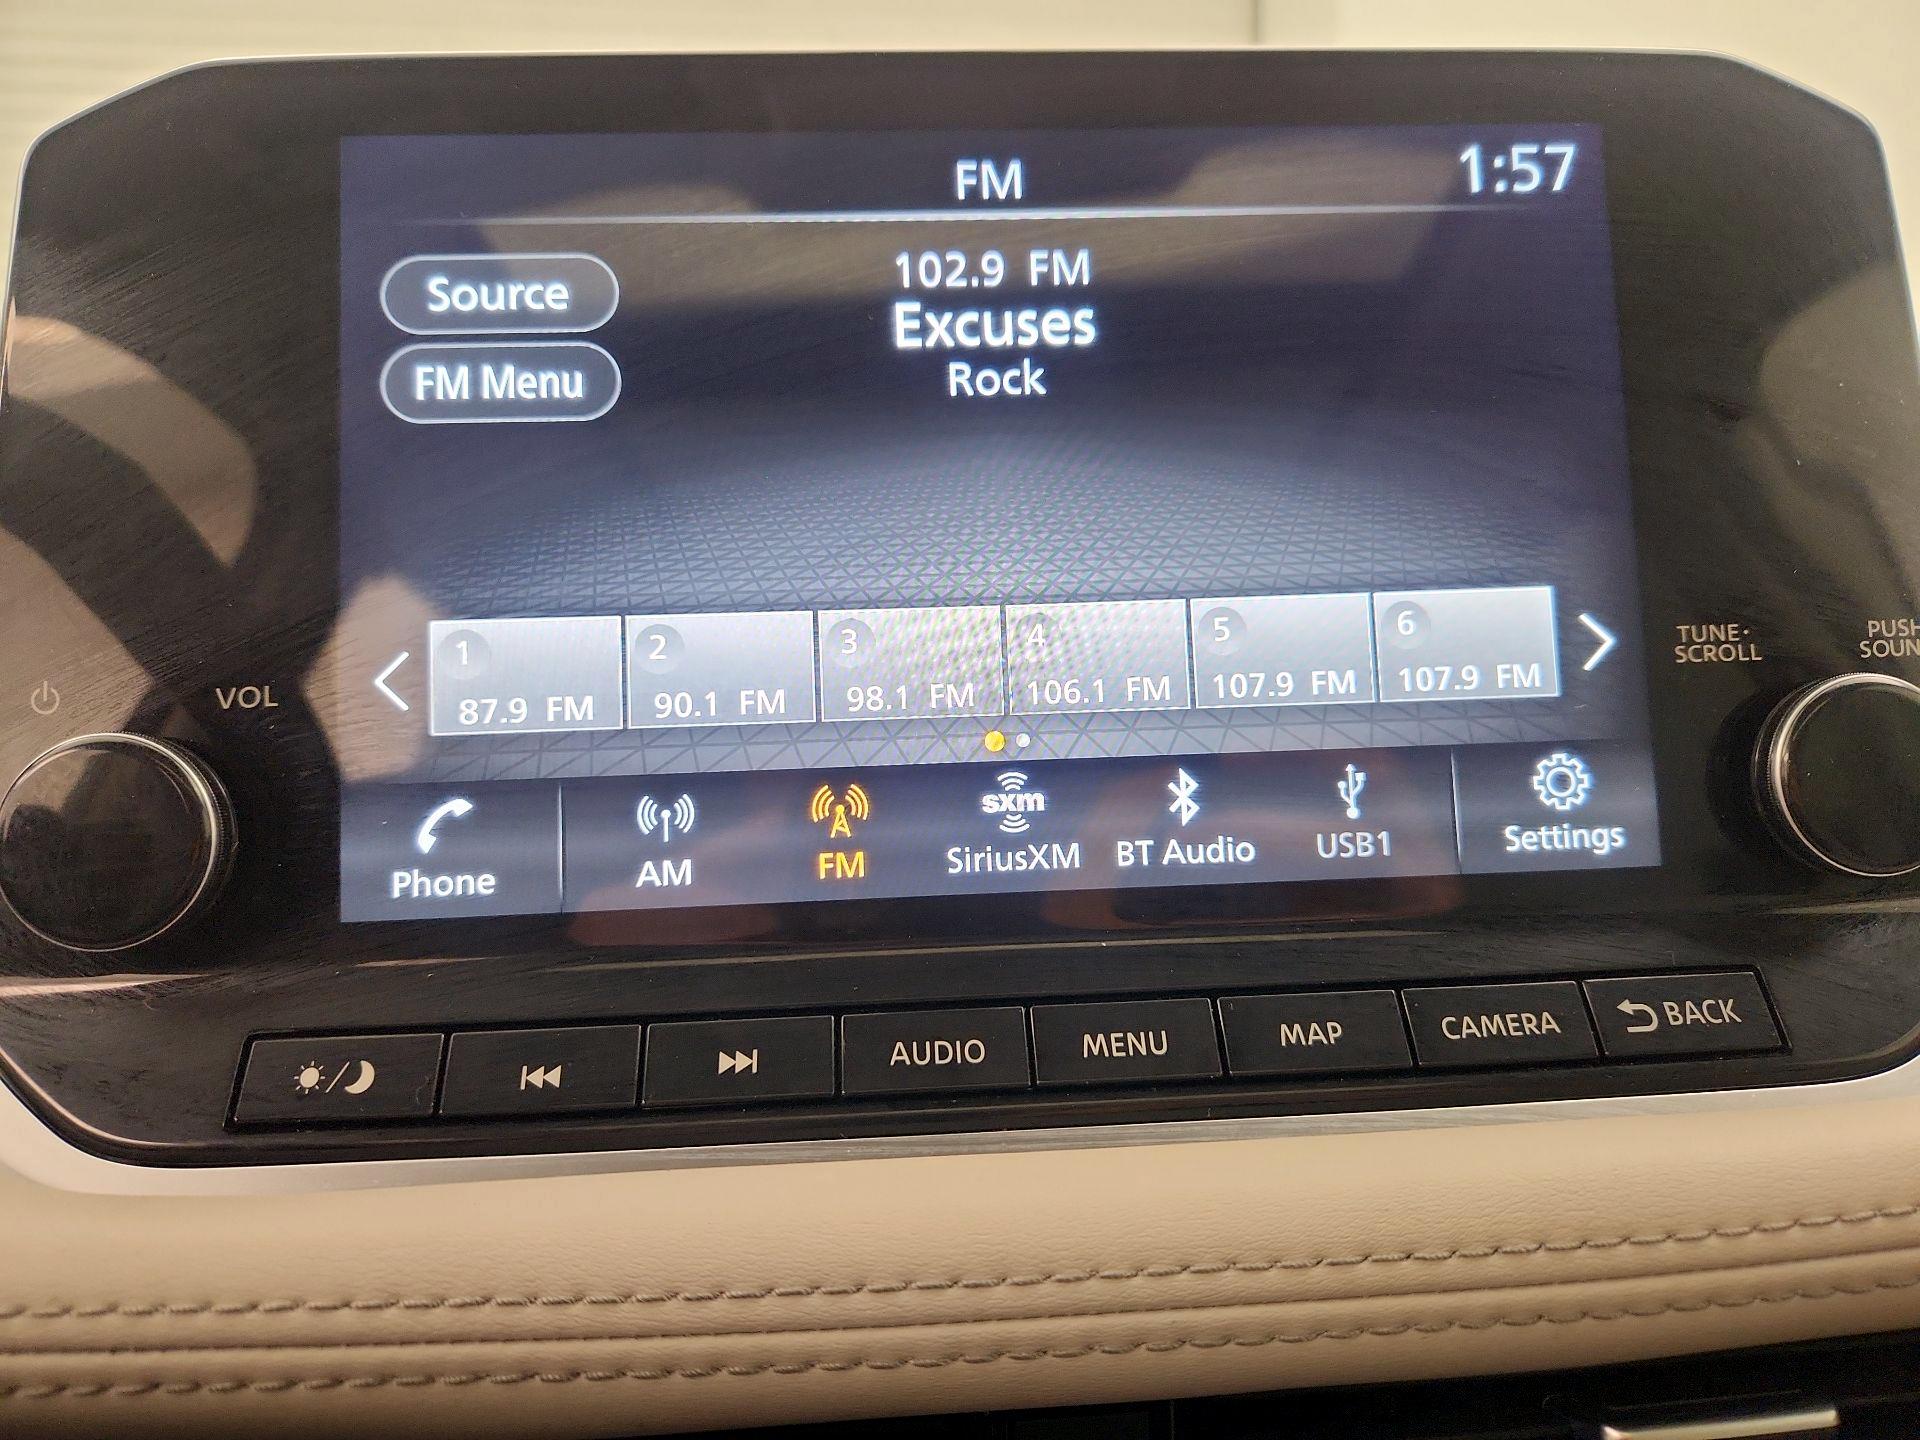 FM
1:57
Source
102.9 FM
Excuses
FM Menu
Rock
1
2
3
4
5
6
87.9 FM
90.1 FM
98.1 FM
106.1 FM
107.9 FM
107.9 FM
VOL
TUNE·
SCROLL
PUSH
SOUN
Phone
AM
FM
sxm
SiriusXM
BT Audio
USB1
Settings
AUDIO
MENU
MAP
CAMERA
BACK